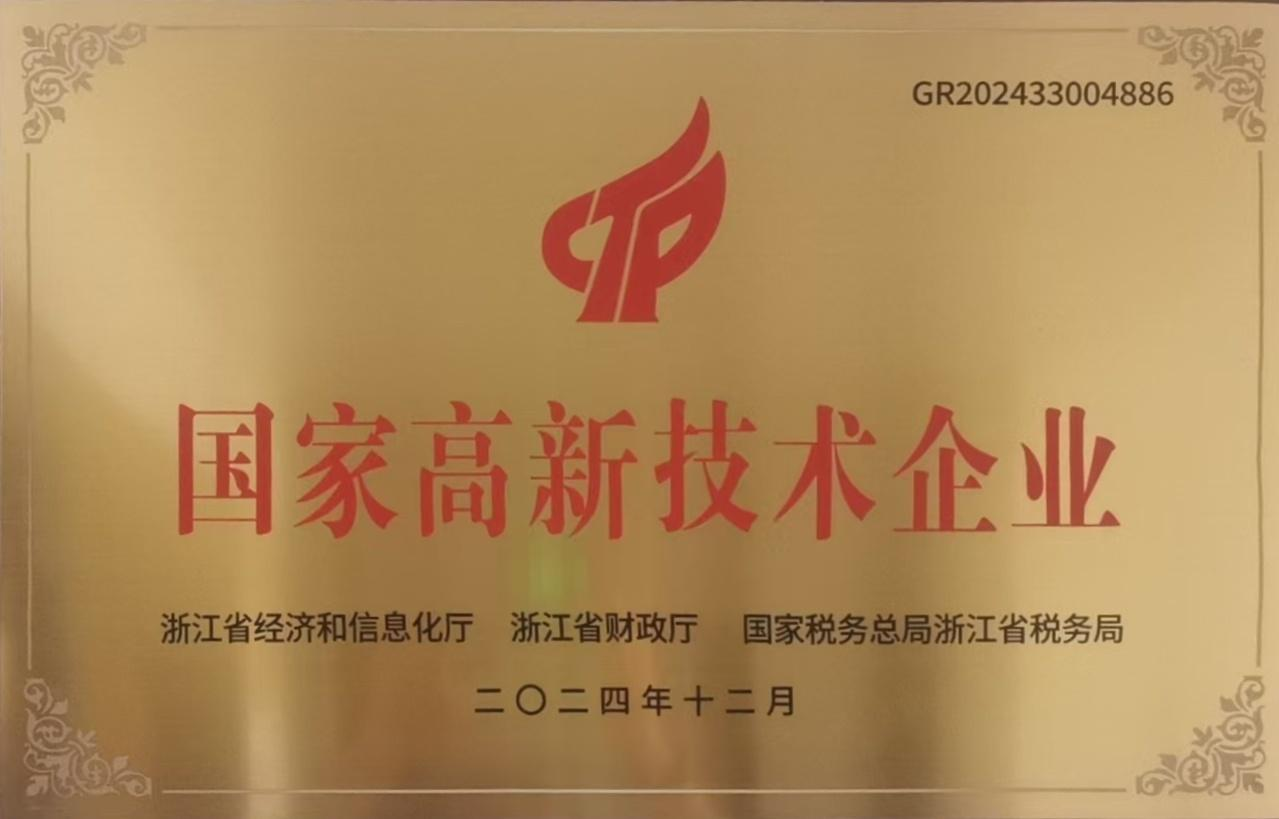 GR202433004886
国家高新技术企业
浙江省经济和信息化厅 浙江省财政厅 国家税务总局浙江省税务局
二〇二四年十二月